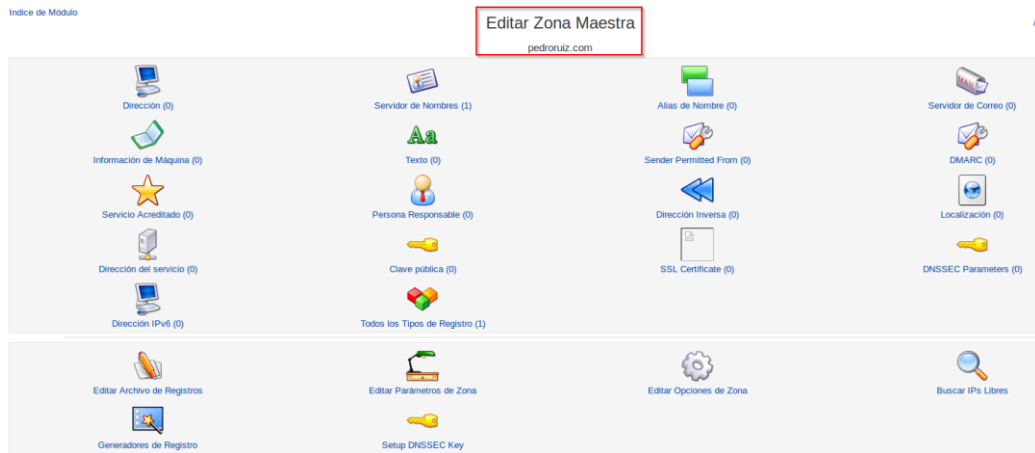 Indice de Módulo
Editar Zona Maestra
pedroruiz.com
Dirección (0)
Servidor de Nombres (1)
Alias de Nombre (0)
Servidor de Correo (0)
Información de Máquina (0)
Texto (0)
Sender Permitted From (0)
DMARC (0)
Servicio Acreditado (0)
Persona Responsable (0)
Dirección Inversa (0)
Localización (0)
Dirección del servicio (0)
Clave pública (0)
SSL Certificate (0)
DNSSEC Parameters (0)
Dirección IPv6 (0)
Todos los Tipos de Registro (1)
Editar Archivo de Registros
Editar Parámetros de Zona
Editar Opciones de Zona
Buscar IPs Libres
Generadores de Registro
Setup DNSSEC Key